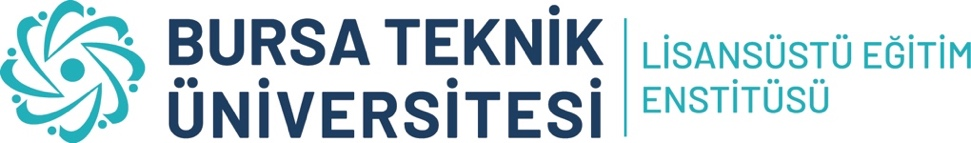 BURSA TEKNİK
ÜNİVERSİTESİ
LİSANSÜSTÜ EĞİTİM
ENSTİTÜSÜ